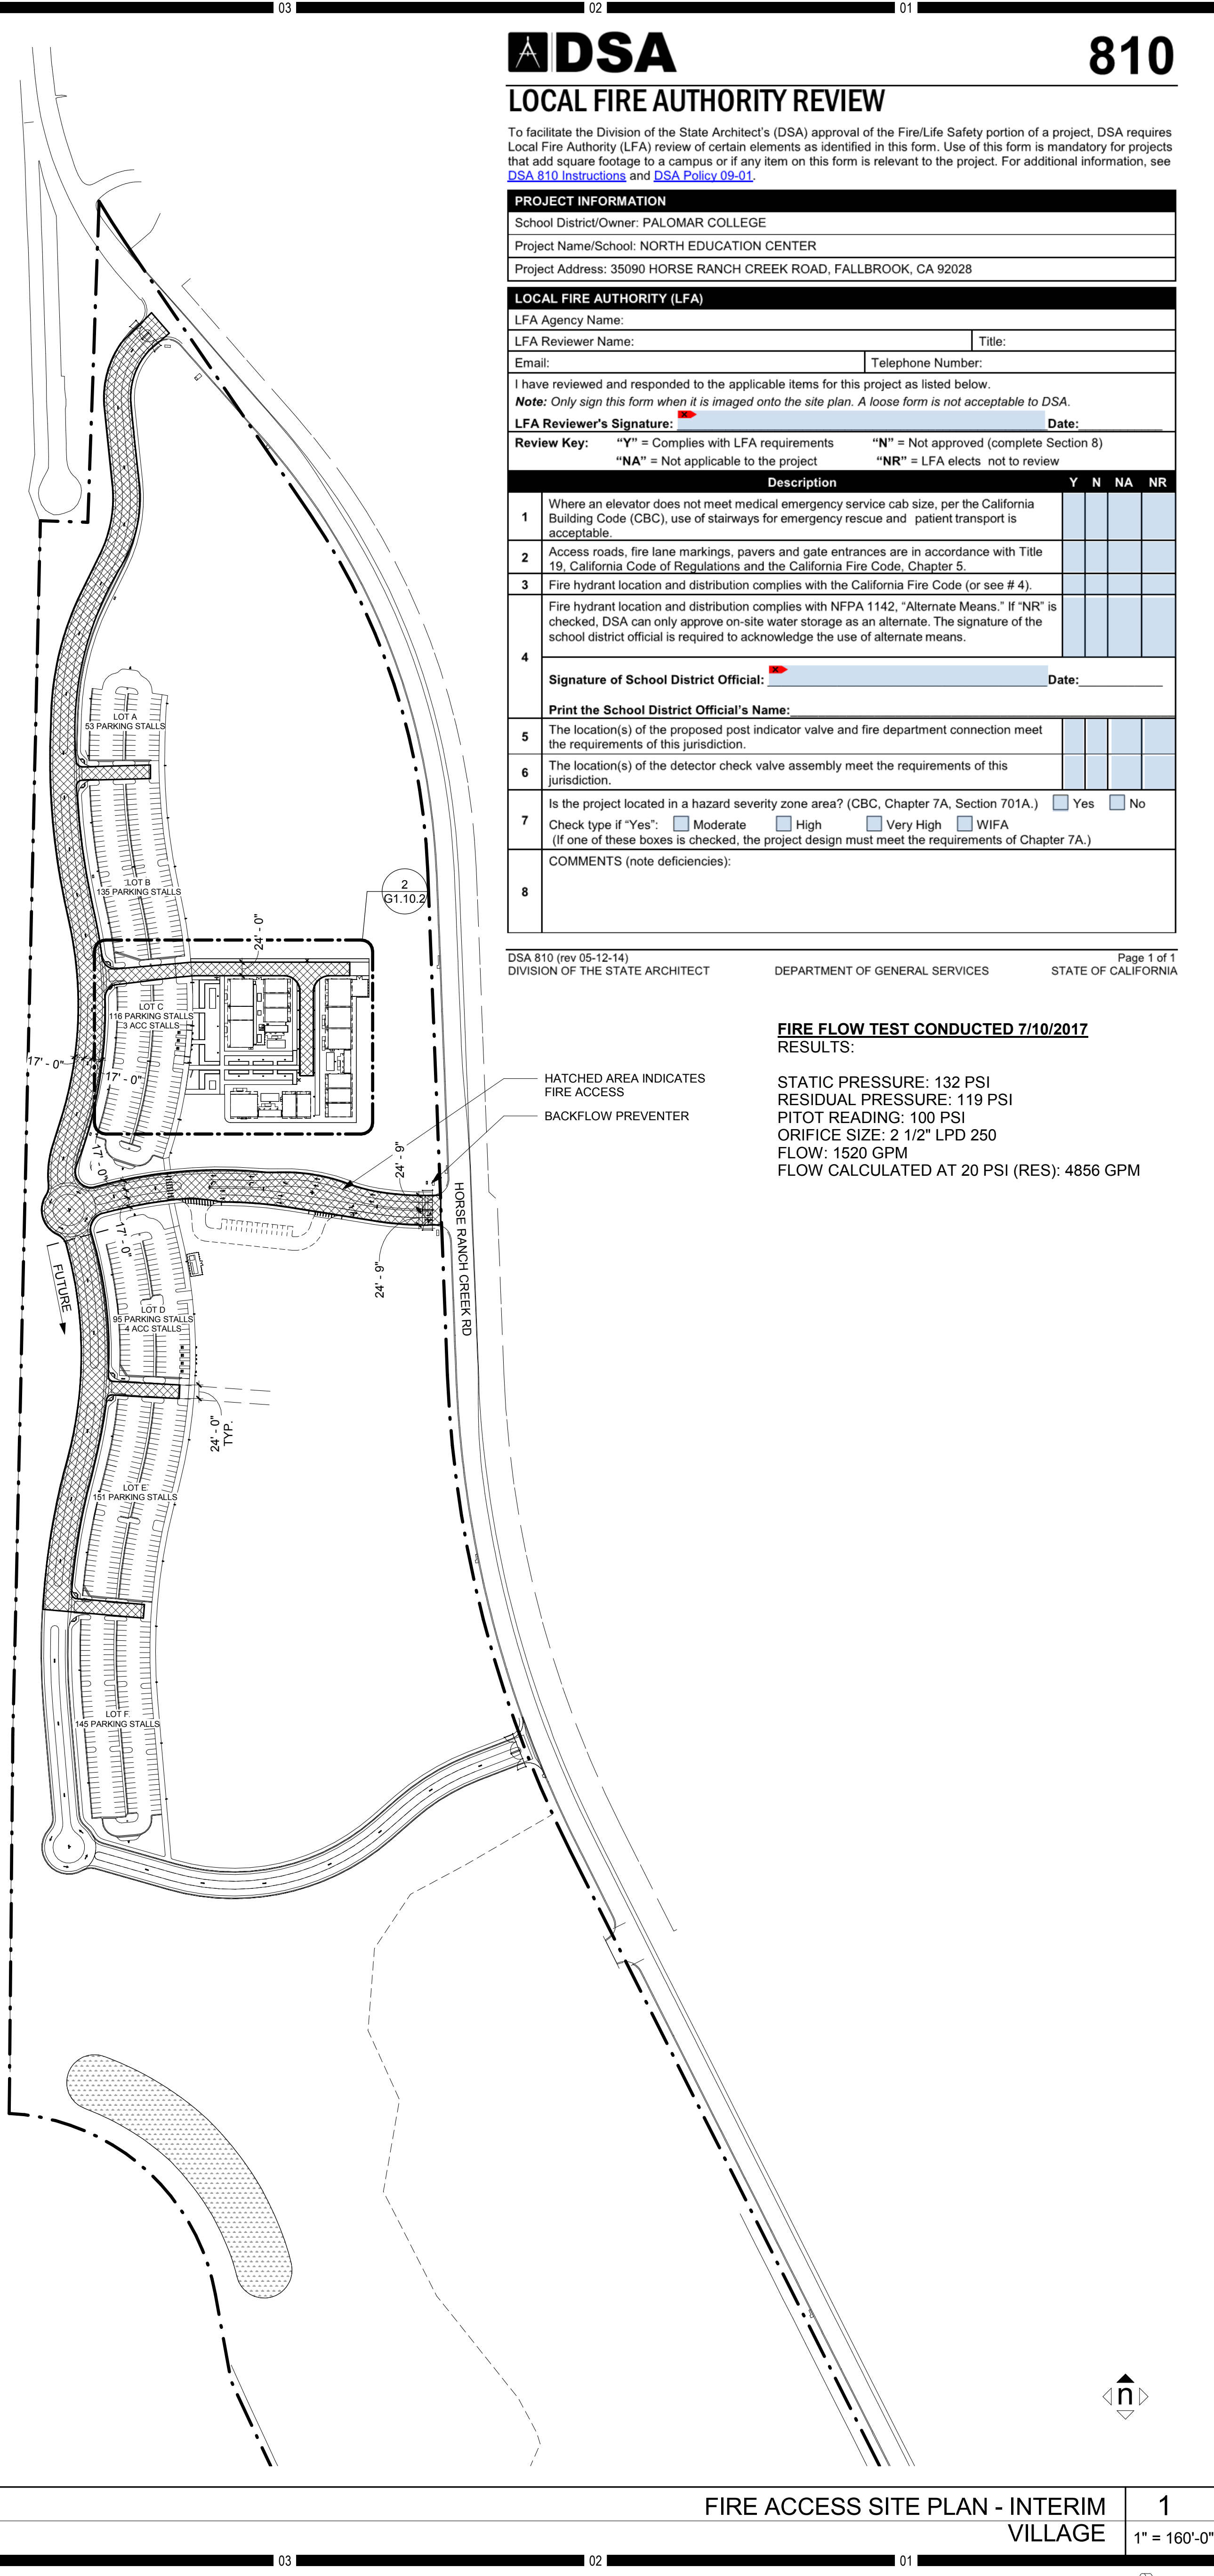 03 02 01
DSA 810
LOCAL FIRE AUTHORITY REVIEW
To facilitate the Division of the State Architect's (DSA) approval of the Fire/Life Safety portion of a project, DSA requires
Local Fire Authority (LFA) review of certain elements as identified in this form. Use of this form is mandatory for projects
that add square footage to a campus or if any item on this form is relevant to the project. For additional information, see
DSA 810 Instructions and DSA Policy 09-01.
PROJECT INFORMATION
School District/Owner: PALOMAR COLLEGE
Project Name/School: NORTH EDUCATION CENTER
Project Address: 35090 HORSE RANCH CREEK ROAD, FALLBROOK, CA 92028
LOCAL FIRE AUTHORITY (LFA)
LFA Agency Name:
LFA Reviewer Name: Title:
Email: Telephone Number:
I have reviewed and responded to the applicable items for this project as listed below.
Note: Only sign this form when it is imaged onto the site plan. A loose form is not acceptable to DSA.
LFA Reviewer's Signature: Date:
Review Key: "Y" = Complies with LFA requirements "N" = Not approved (complete Section 8)
"NA" = Not applicable to the project "NR" = LFA elects not to review
Description Y N NA NR
1 Where an elevator does not meet medical emergency service cab size, per the California
Building Code (CBC), use of stairways for emergency rescue and patient transport is
acceptable.
2 Access roads, fire lane markings, pavers and gate entrances are in accordance with Title
19, California Code of Regulations and the California Fire Code, Chapter 5.
3 Fire hydrant location and distribution complies with the California Fire Code (or see # 4).
4 Fire hydrant location and distribution complies with NFPA 1142, "Alternate Means." If "NR" is
checked, DSA can only approve on-site water storage as an alternate. The signature of the
school district official is required to acknowledge the use of alternate means.
Signature of School District Official: Date:
Print the School District Official's Name:
5 The location(s) of the proposed post indicator valve and fire department connection meet
the requirements of this jurisdiction.
6 The location(s) of the detector check valve assembly meet the requirements of this
jurisdiction.
7 Is the project located in a hazard severity zone area? (CBC, Chapter 7A, Section 701A.) Yes No
Check type if "Yes": Moderate High Very High WIFA
(If one of these boxes is checked, the project design must meet the requirements of Chapter 7A.)
8 COMMENTS (note deficiencies):
DSA 810 (rev 05-12-14) Page 1 of 1
DIVISION OF THE STATE ARCHITECT DEPARTMENT OF GENERAL SERVICES STATE OF CALIFORNIA
FIRE FLOW TEST CONDUCTED 7/10/2017
RESULTS:
STATIC PRESSURE: 132 PSI
RESIDUAL PRESSURE: 119 PSI
PITOT READING: 100 PSI
ORIFICE SIZE: 2 1/2" LPD 250
FLOW: 1520 GPM
FLOW CALCULATED AT 20 PSI (RES): 4856 GPM
LOT A
53 PARKING STALLS
LOT B
135 PARKING STALLS
2
G1.10.2
24' - 0"
LOT C
116 PARKING STALLS
3 ACC STALLS
17' - 0"
17' - 0"
HATCHED AREA INDICATES
FIRE ACCESS
BACKFLOW PREVENTER
17' - 0"
24' - 9"
17' - 0"
24' - 9"
HORSE RANCH CREEK RD
FUTURE
LOT D
95 PARKING STALLS
4 ACC STALLS
24' - 0"
TYP.
LOT E
151 PARKING STALLS
LOT F
145 PARKING STALLS
n
FIRE ACCESS SITE PLAN - INTERIM
VILLAGE
1
1" = 160'-0"
03 02 01